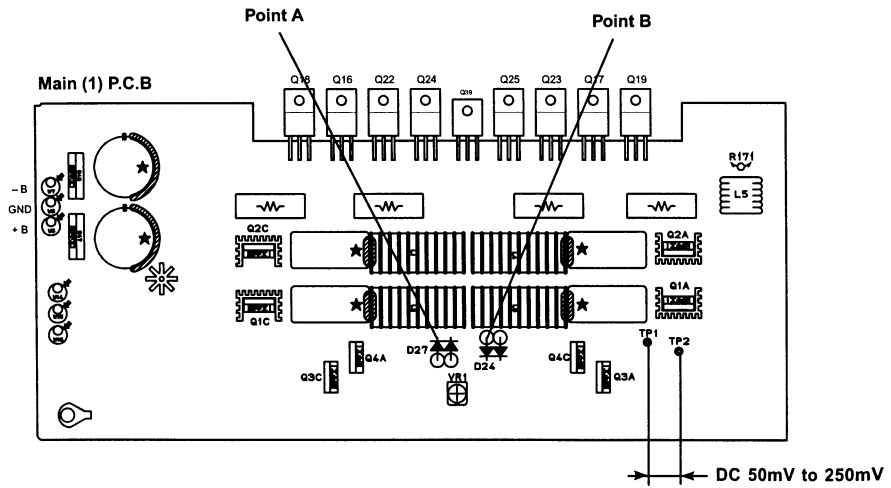 Point A
Point B
Main (1) P.C.B
Q18 Q16 Q22 Q24 Q39 Q25 Q23 Q17 Q19
R171
L5
– B
GND
+ B
Q2C
Q2A
Q1C
Q1A
TP1
TP2
D27
D24
Q4A
Q4C
Q3C
Q3A
VR1
DC 50mV to 250mV